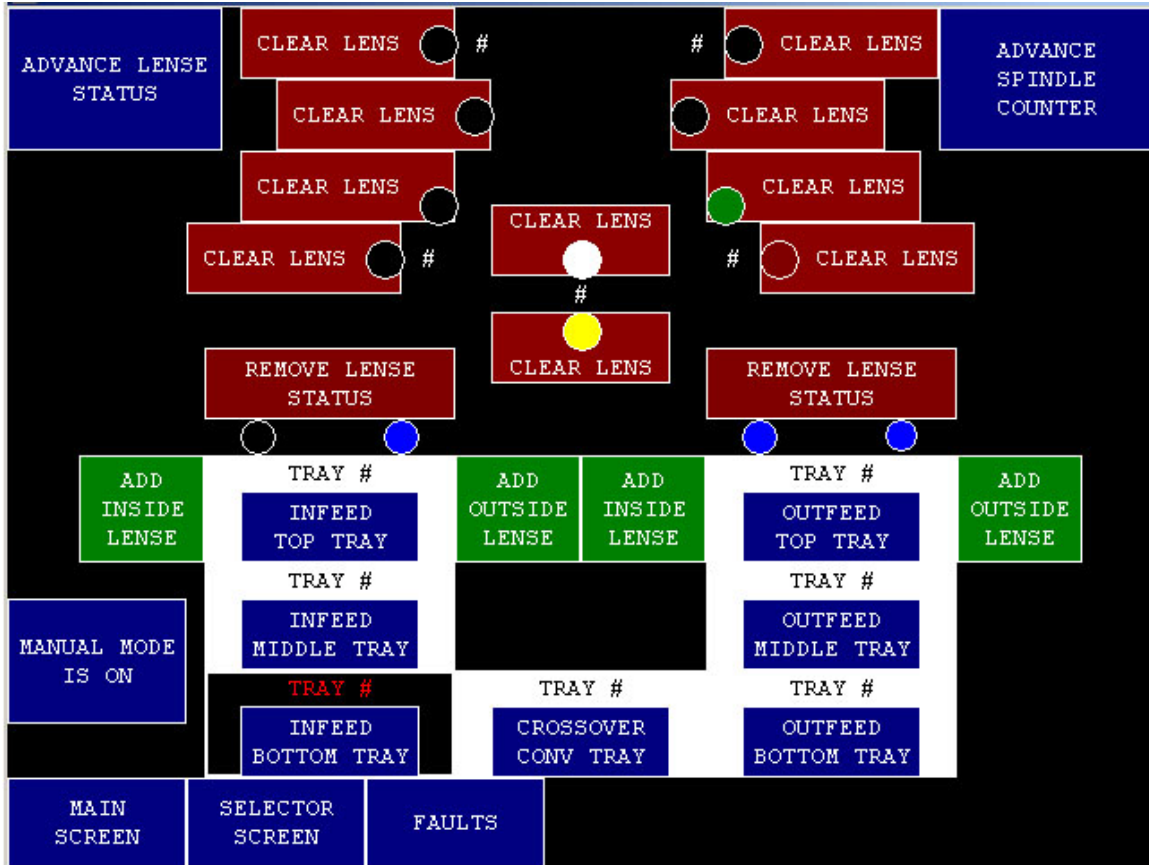 ADVANCE LENSE
STATUS
CLEAR LENS #
# CLEAR LENS
ADVANCE
SPINDLE
COUNTER
CLEAR LENS
CLEAR LENS
CLEAR LENS
CLEAR LENS
CLEAR LENS #
CLEAR LENS
#
CLEAR LENS
# CLEAR LENS
REMOVE LENSE
STATUS
REMOVE LENSE
STATUS
ADD
INSIDE
LENSE
TRAY #
INFEED
TOP TRAY
ADD
OUTSIDE
LENSE
ADD
INSIDE
LENSE
TRAY #
OUTFEED
TOP TRAY
ADD
OUTSIDE
LENSE
TRAY #
INFEED
MIDDLE TRAY
TRAY #
OUTFEED
MIDDLE TRAY
MANUAL MODE
IS ON
TRAY #
INFEED
BOTTOM TRAY
TRAY #
CROSSOVER
CONV TRAY
TRAY #
OUTFEED
BOTTOM TRAY
MAIN
SCREEN
SELECTOR
SCREEN
FAULTS